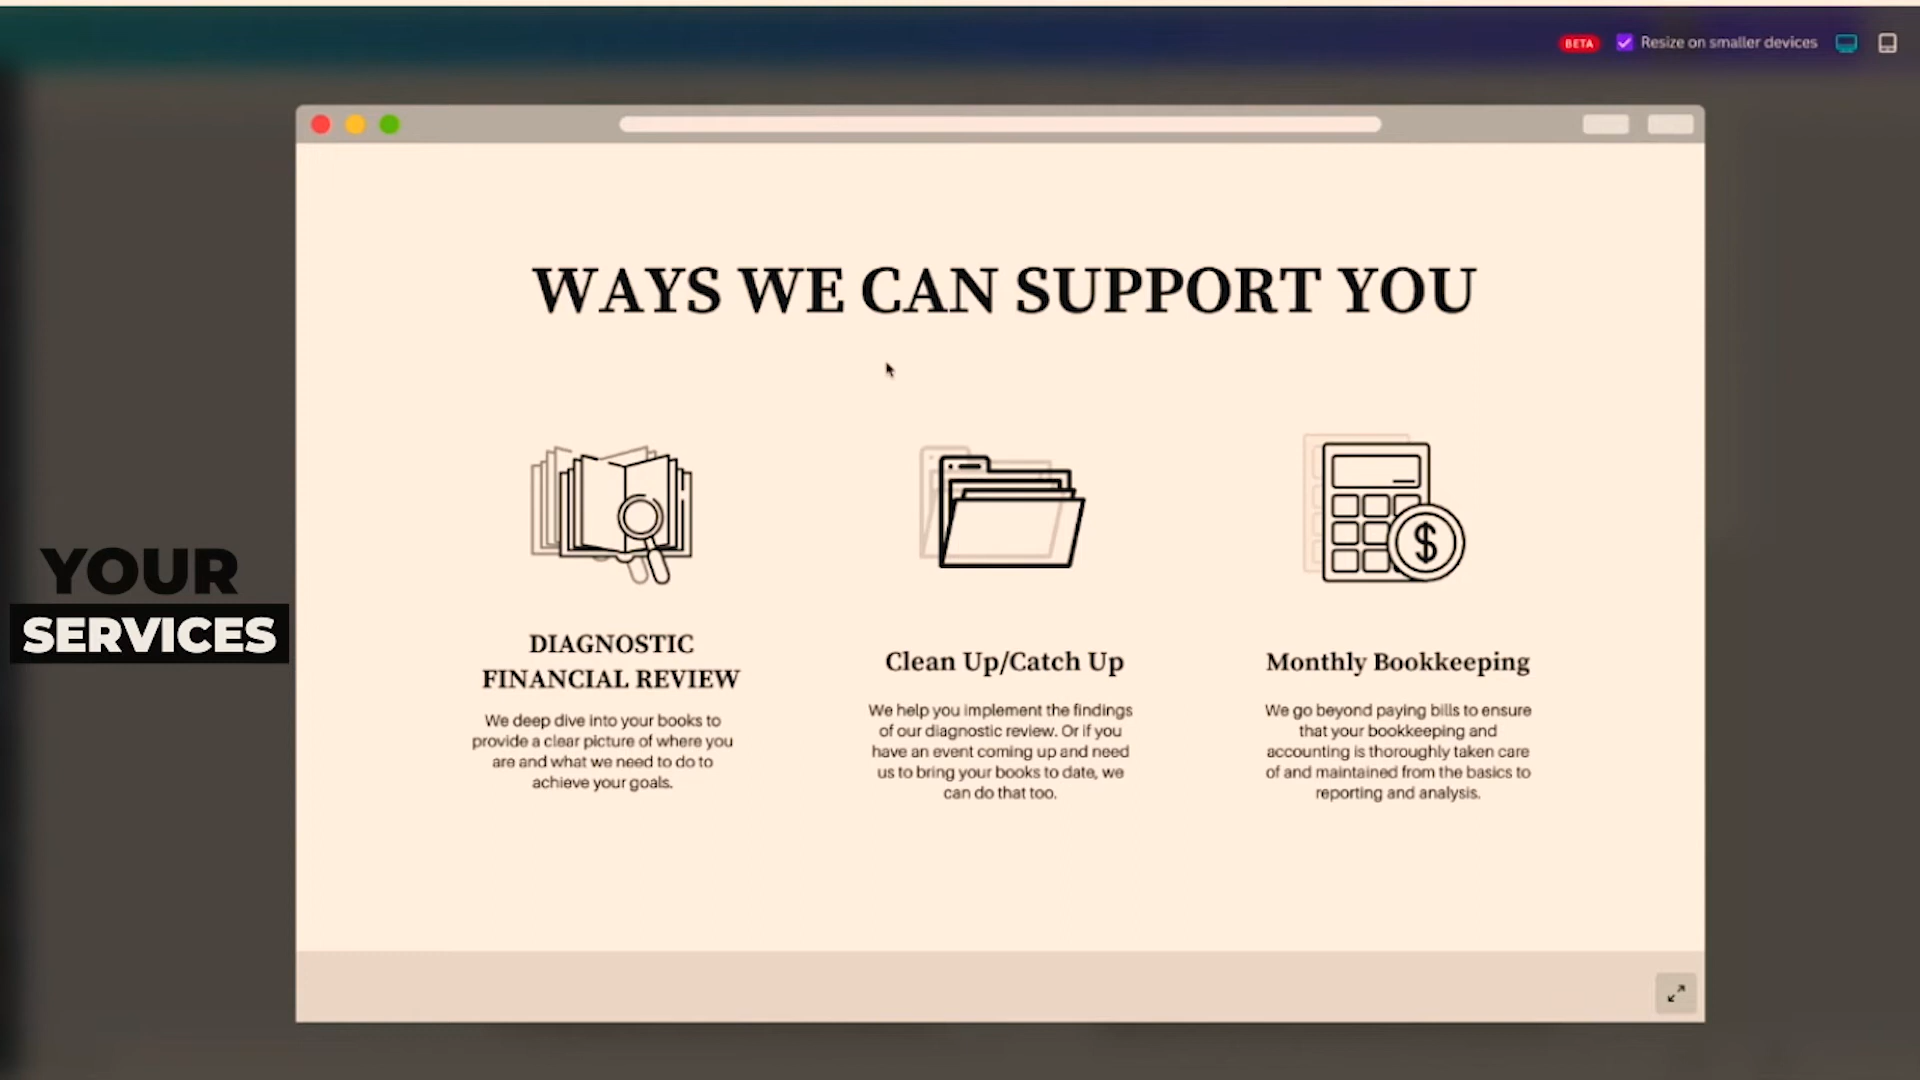 BETA
Resize on smaller devices
WAYS WE CAN SUPPORT YOU
YOUR
SERVICES
$
DIAGNOSTIC
FINANCIAL REVIEW
We deep dive into your books to
provide a clear picture of where you
are and what we need to do to
achieve your goals.
Clean Up/Catch Up
We help you implement the findings
of our diagnostic review. Or if you
have an event coming up and need
us to bring your books to date, we
can do that too.
Monthly Bookkeeping
We go beyond paying bills to ensure
that your bookkeeping and
accounting is thoroughly taken care
of and maintained from the basics to
reporting and analysis.